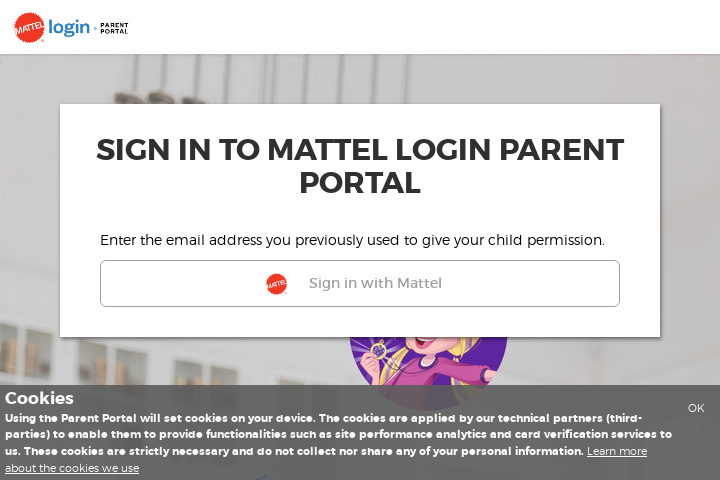 MATTEL login PARENT
PORTAL
SIGN IN TO MATTEL LOGIN PARENT
PORTAL
Enter the email address you previously used to give your child permission.
MATTEL Sign in with Mattel
Cookies
OK
Using the Parent Portal will set cookies on your device. The cookies are applied by our technical partners (third-
parties) to enable them to provide functionalities such as site performance analytics and card verification services to
us. These cookies are strictly necessary and do not collect nor share any of your personal information. Learn more
about the cookies we use